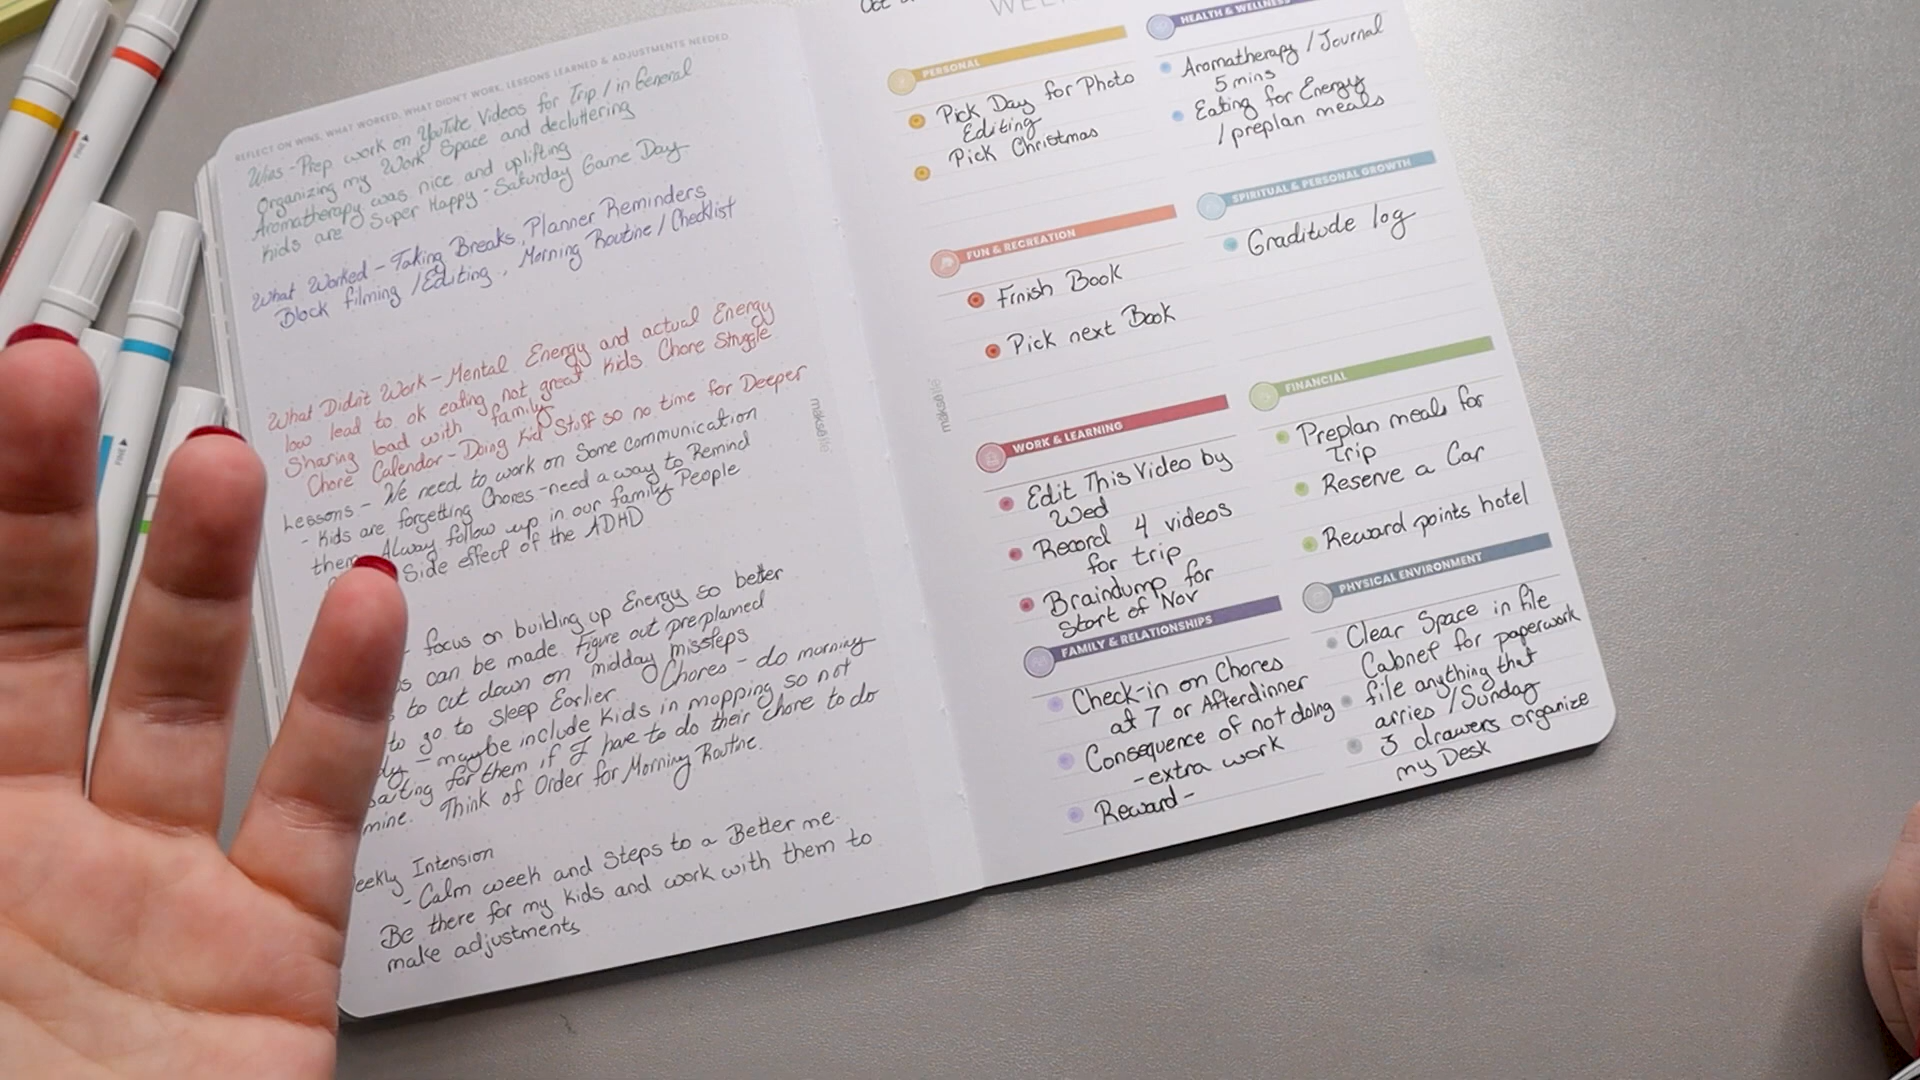 REFLECT ON WINS, WHAT WORKED, WHAT DIDN'T WORK, LESSONS LEARNED & ADJUSTMENTS NEEDED
Wins - Prep work on YouTube Videos for Trip / in General
Organizing my Work Space and decluttering
Aromatherapy was nice and uplifting
Kids are Super Happy - Saturday Game Day
What Worked - Taking Breaks, Planner Reminders
Block filming / Editing, Morning Routine / Checklist
What Didn't Work - Mental Energy and actual Energy
low lead to ok eating not great Kids Chore Struggle
Sharing load with family
Chore Calendar - Doing Kid Stuff so no time for Deeper
Lessons - We need to work on Some communication
- Kids are forgetting Chores - need a way to Remind
them Alway follow up in our family People
Side effect of the ADHD
focus on building up Energy so better
can be made Figure out preplanned
to cut down on midday missteps
to go to Sleep Earlier. Chores - do morning
- maybe include Kids in mopping so not
for them if I have to do their chore to do
mine. Think of Order for Morning Routine.
eekly Intension
- Calm week and Steps to a Better me.
Be there for my kids and work with them to
make adjustments
makselife
makselife
Oct
WEE
PERSONAL
Pick Day for Photo
Editing
Pick Christmas
FUN & RECREATION
Finish Book
Pick next Book
WORK & LEARNING
Edit This Video by
Wed
Record 4 videos
for trip
Braindump for
Start of Nov
FAMILY & RELATIONSHIPS
Check-in on Chores
at 7 or Afterdinner
Consequence of not doing
- extra work
Reward -
HEALTH & WELLNESS
Aromatherapy / Journal
5 mins
Eating for Energy
/ preplan meals
SPIRITUAL & PERSONAL GROWTH
Graditude log
FINANCIAL
Preplan meals for
Trip
Reserve a Car
Reward points hotel
PHYSICAL ENVIRONMENT
Clear Space in file
Cabnet for paperwork
file anything that
arries / Sunday
3 drawers organize
my Desk
FINE
FINE